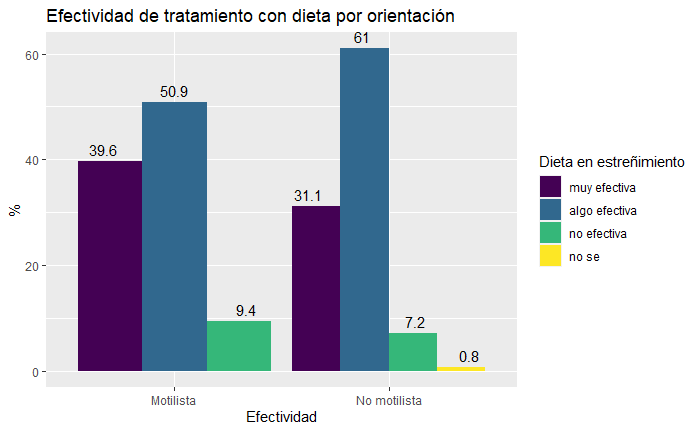 Efectividad de tratamiento con dieta por orientación
%
60
40
20
0
39.6
50.9
9.4
31.1
61
7.2
0.8
Motilista
No motilista
Efectividad
Dieta en estreñimiento
muy efectiva
algo efectiva
no efectiva
no se